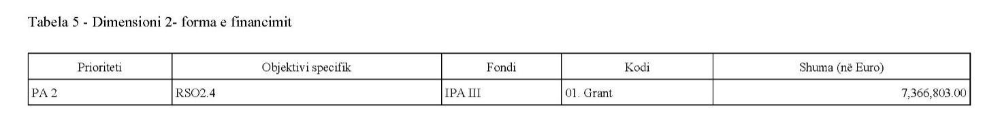 Tabela 5 - Dimensioni 2- forma e financimit
Prioriteti Objektivi specifik Fondi Kodi Shuma (në Euro)
PA 2 RSO2.4 IPA III 01. Grant 7,366,803.00